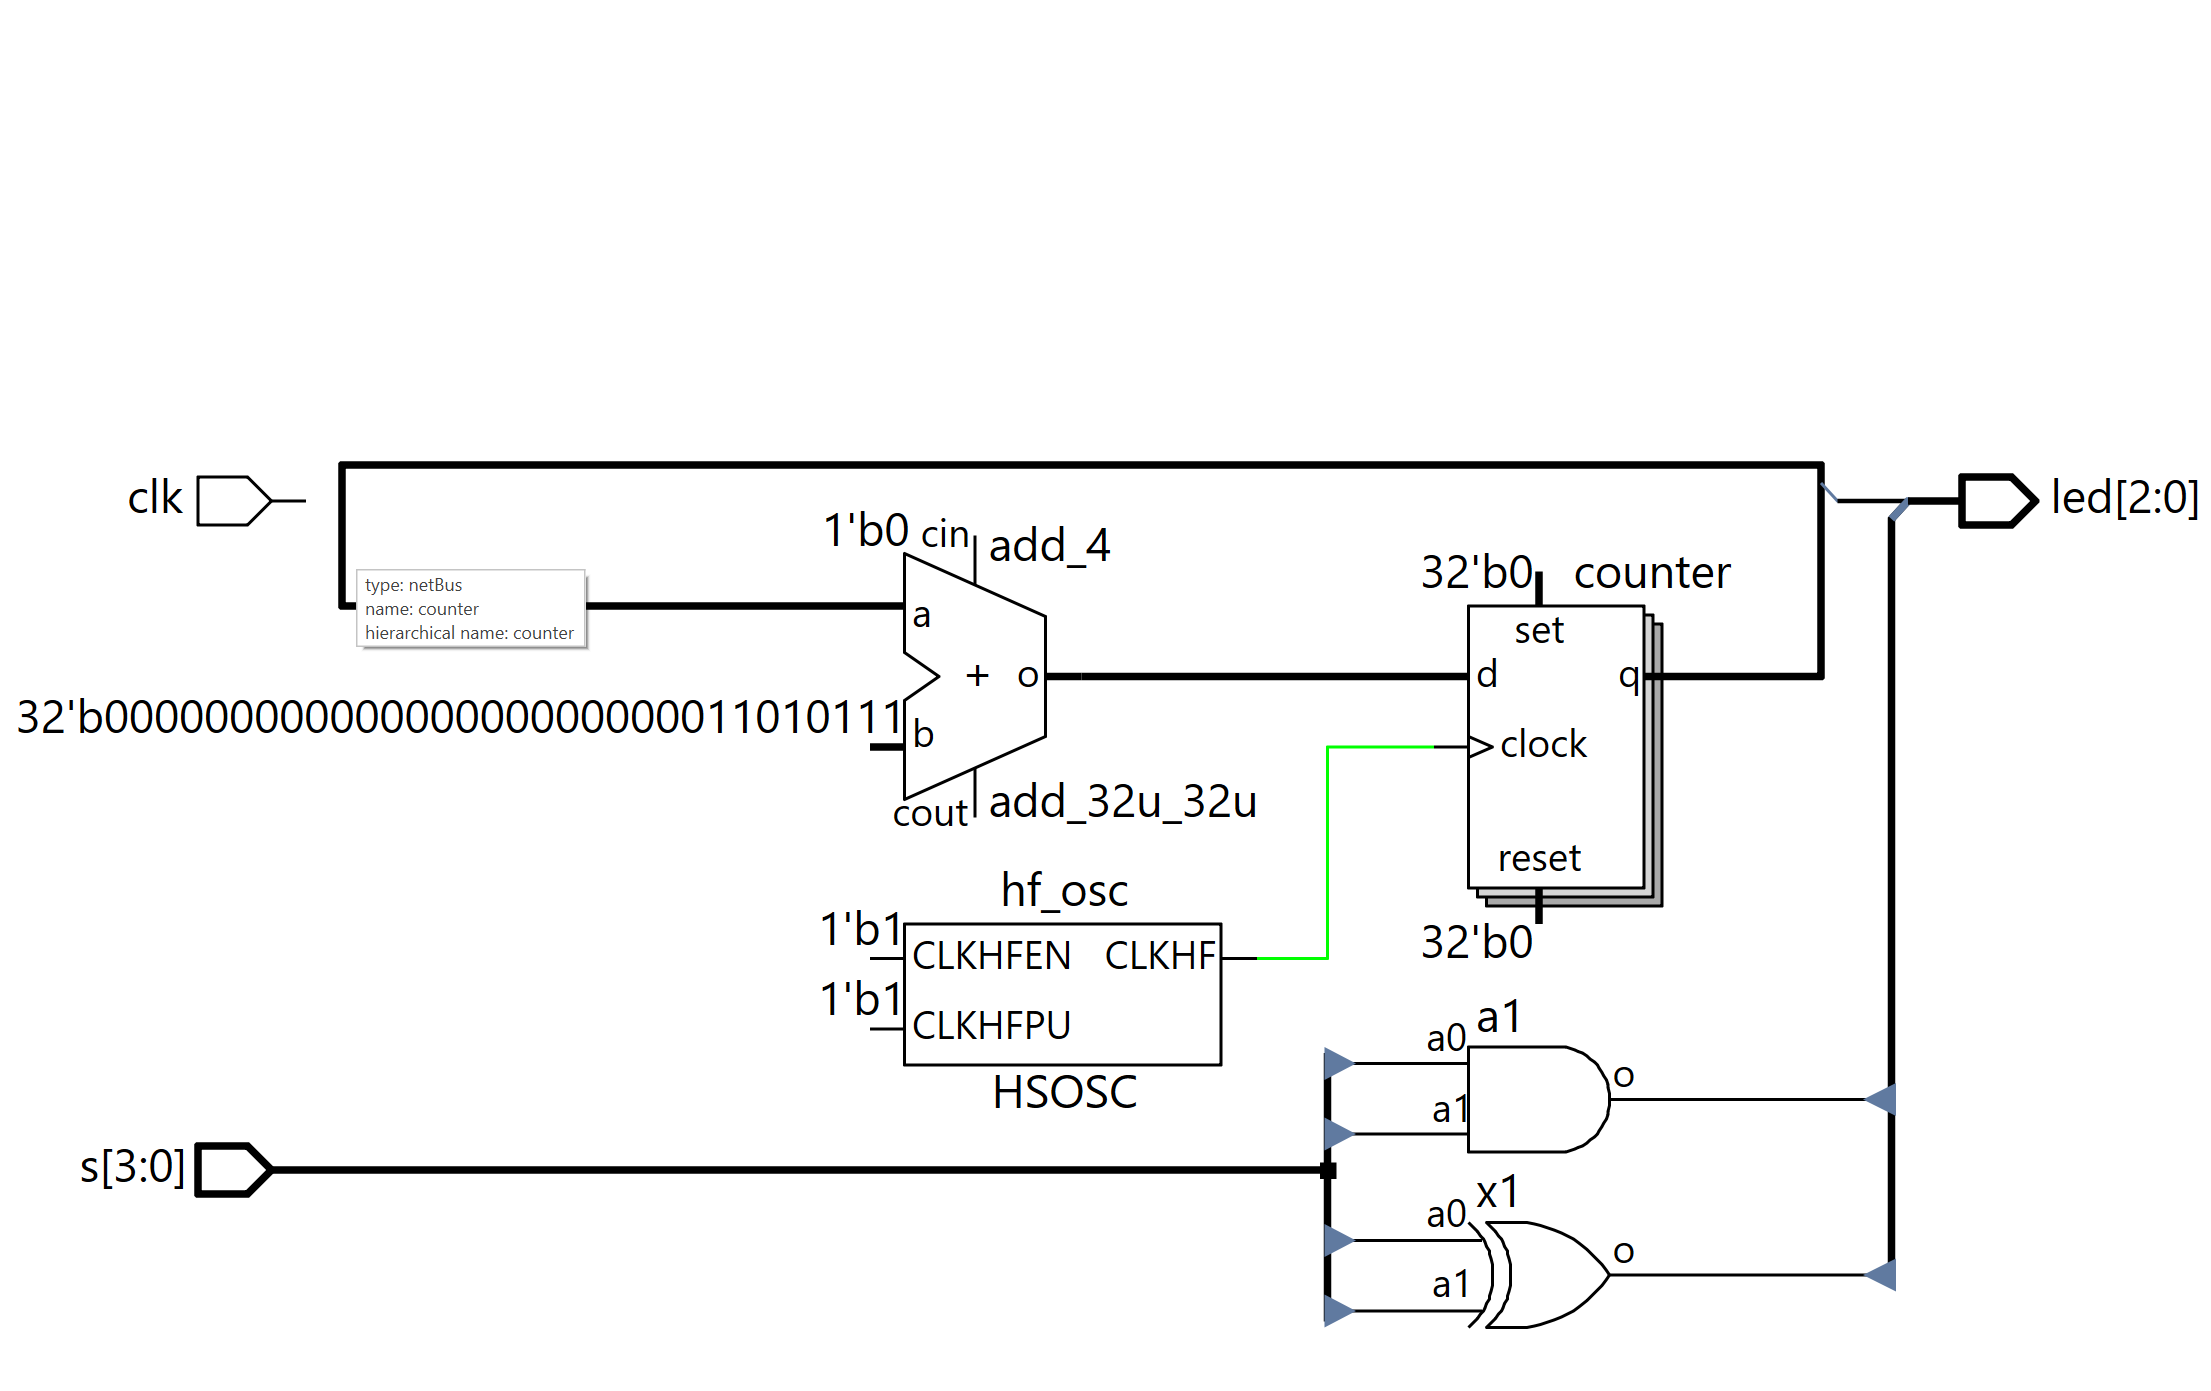 clk
led[2:0]
1'b0 cin add_4
32'b0 counter
type: netBus
name: counter
hierarchical name: counter
a
set
+ o
d q
32'b00000000000000000000000011010111
b
clock
cout add_32u_32u
reset
hf_osc
1'b1
CLKHFEN CLKHF
32'b0
1'b1
CLKHFPU
a0 a1
o
HSOSC
a1
s[3:0]
a0 x1
o
a1